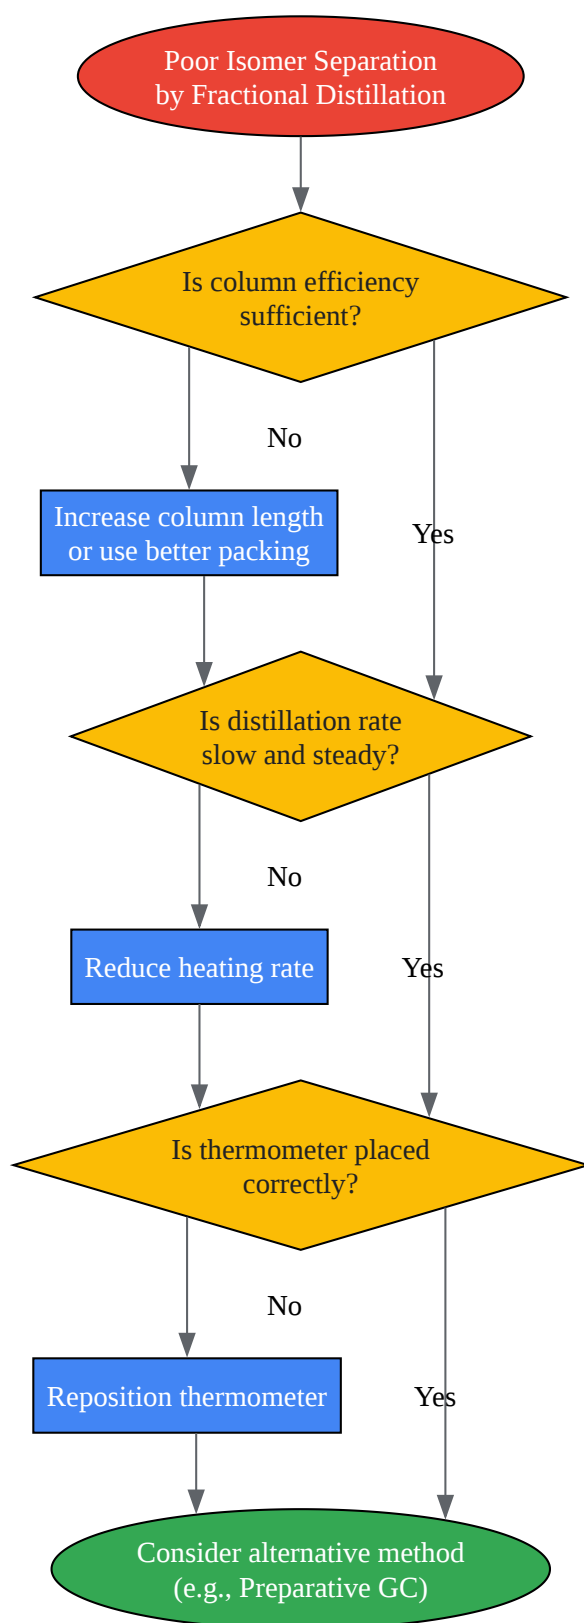 Poor Isomer Separation
by Fractional Distillation
Is column efficiency
sufficient?
No
Increase column length
or use better packing
Yes
Is distillation rate
slow and steady?
No
Reduce heating rate
Yes
Is thermometer placed
correctly?
No
Reposition thermometer
Yes
Consider alternative method
(e.g., Preparative GC)